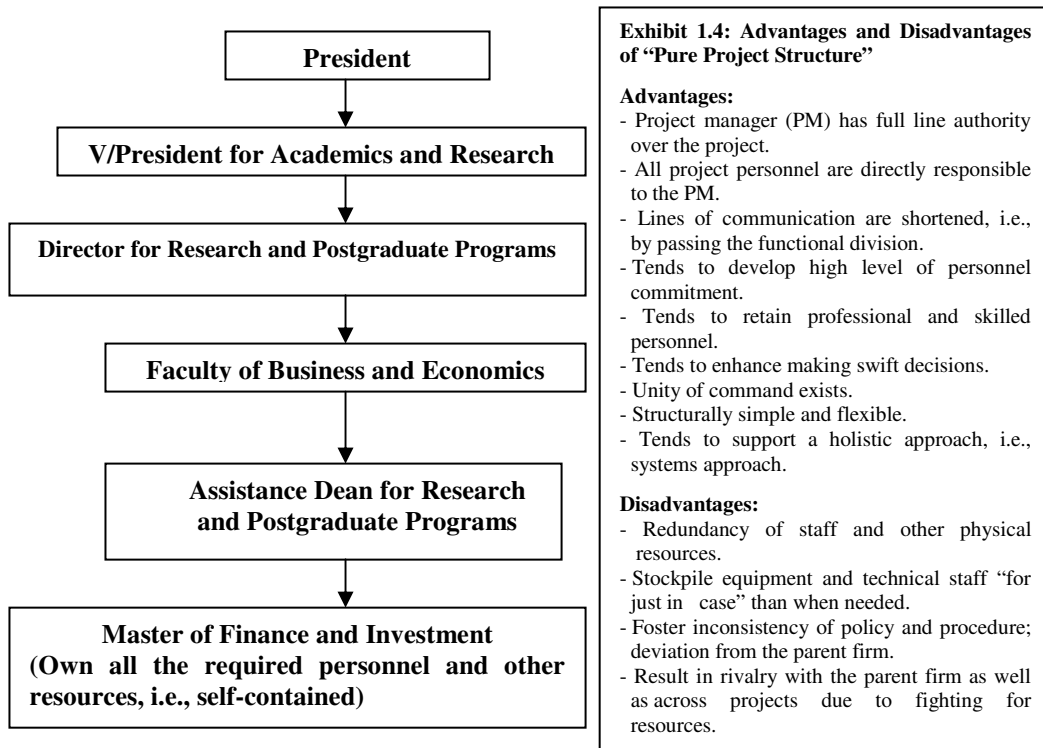 President
V/President for Academics and Research
Director for Research and Postgraduate Programs
Faculty of Business and Economics
Assistance Dean for Research
and Postgraduate Programs
Master of Finance and Investment
(Own all the required personnel and other
resources, i.e., self-contained)
Exhibit 1.4: Advantages and Disadvantages
of “Pure Project Structure”
Advantages:
- Project manager (PM) has full line authority
over the project.
- All project personnel are directly responsible
to the PM.
- Lines of communication are shortened, i.e.,
by passing the functional division.
- Tends to develop high level of personnel
commitment.
- Tends to retain professional and skilled
personnel.
- Tends to enhance making swift decisions.
- Unity of command exists.
- Structurally simple and flexible.
- Tends to support a holistic approach, i.e.,
systems approach.
Disadvantages:
- Redundancy of staff and other physical
resources.
- Stockpile equipment and technical staff “for
just in case” than when needed.
- Foster inconsistency of policy and procedure;
deviation from the parent firm.
- Result in rivalry with the parent firm as well
as across projects due to fighting for
resources.